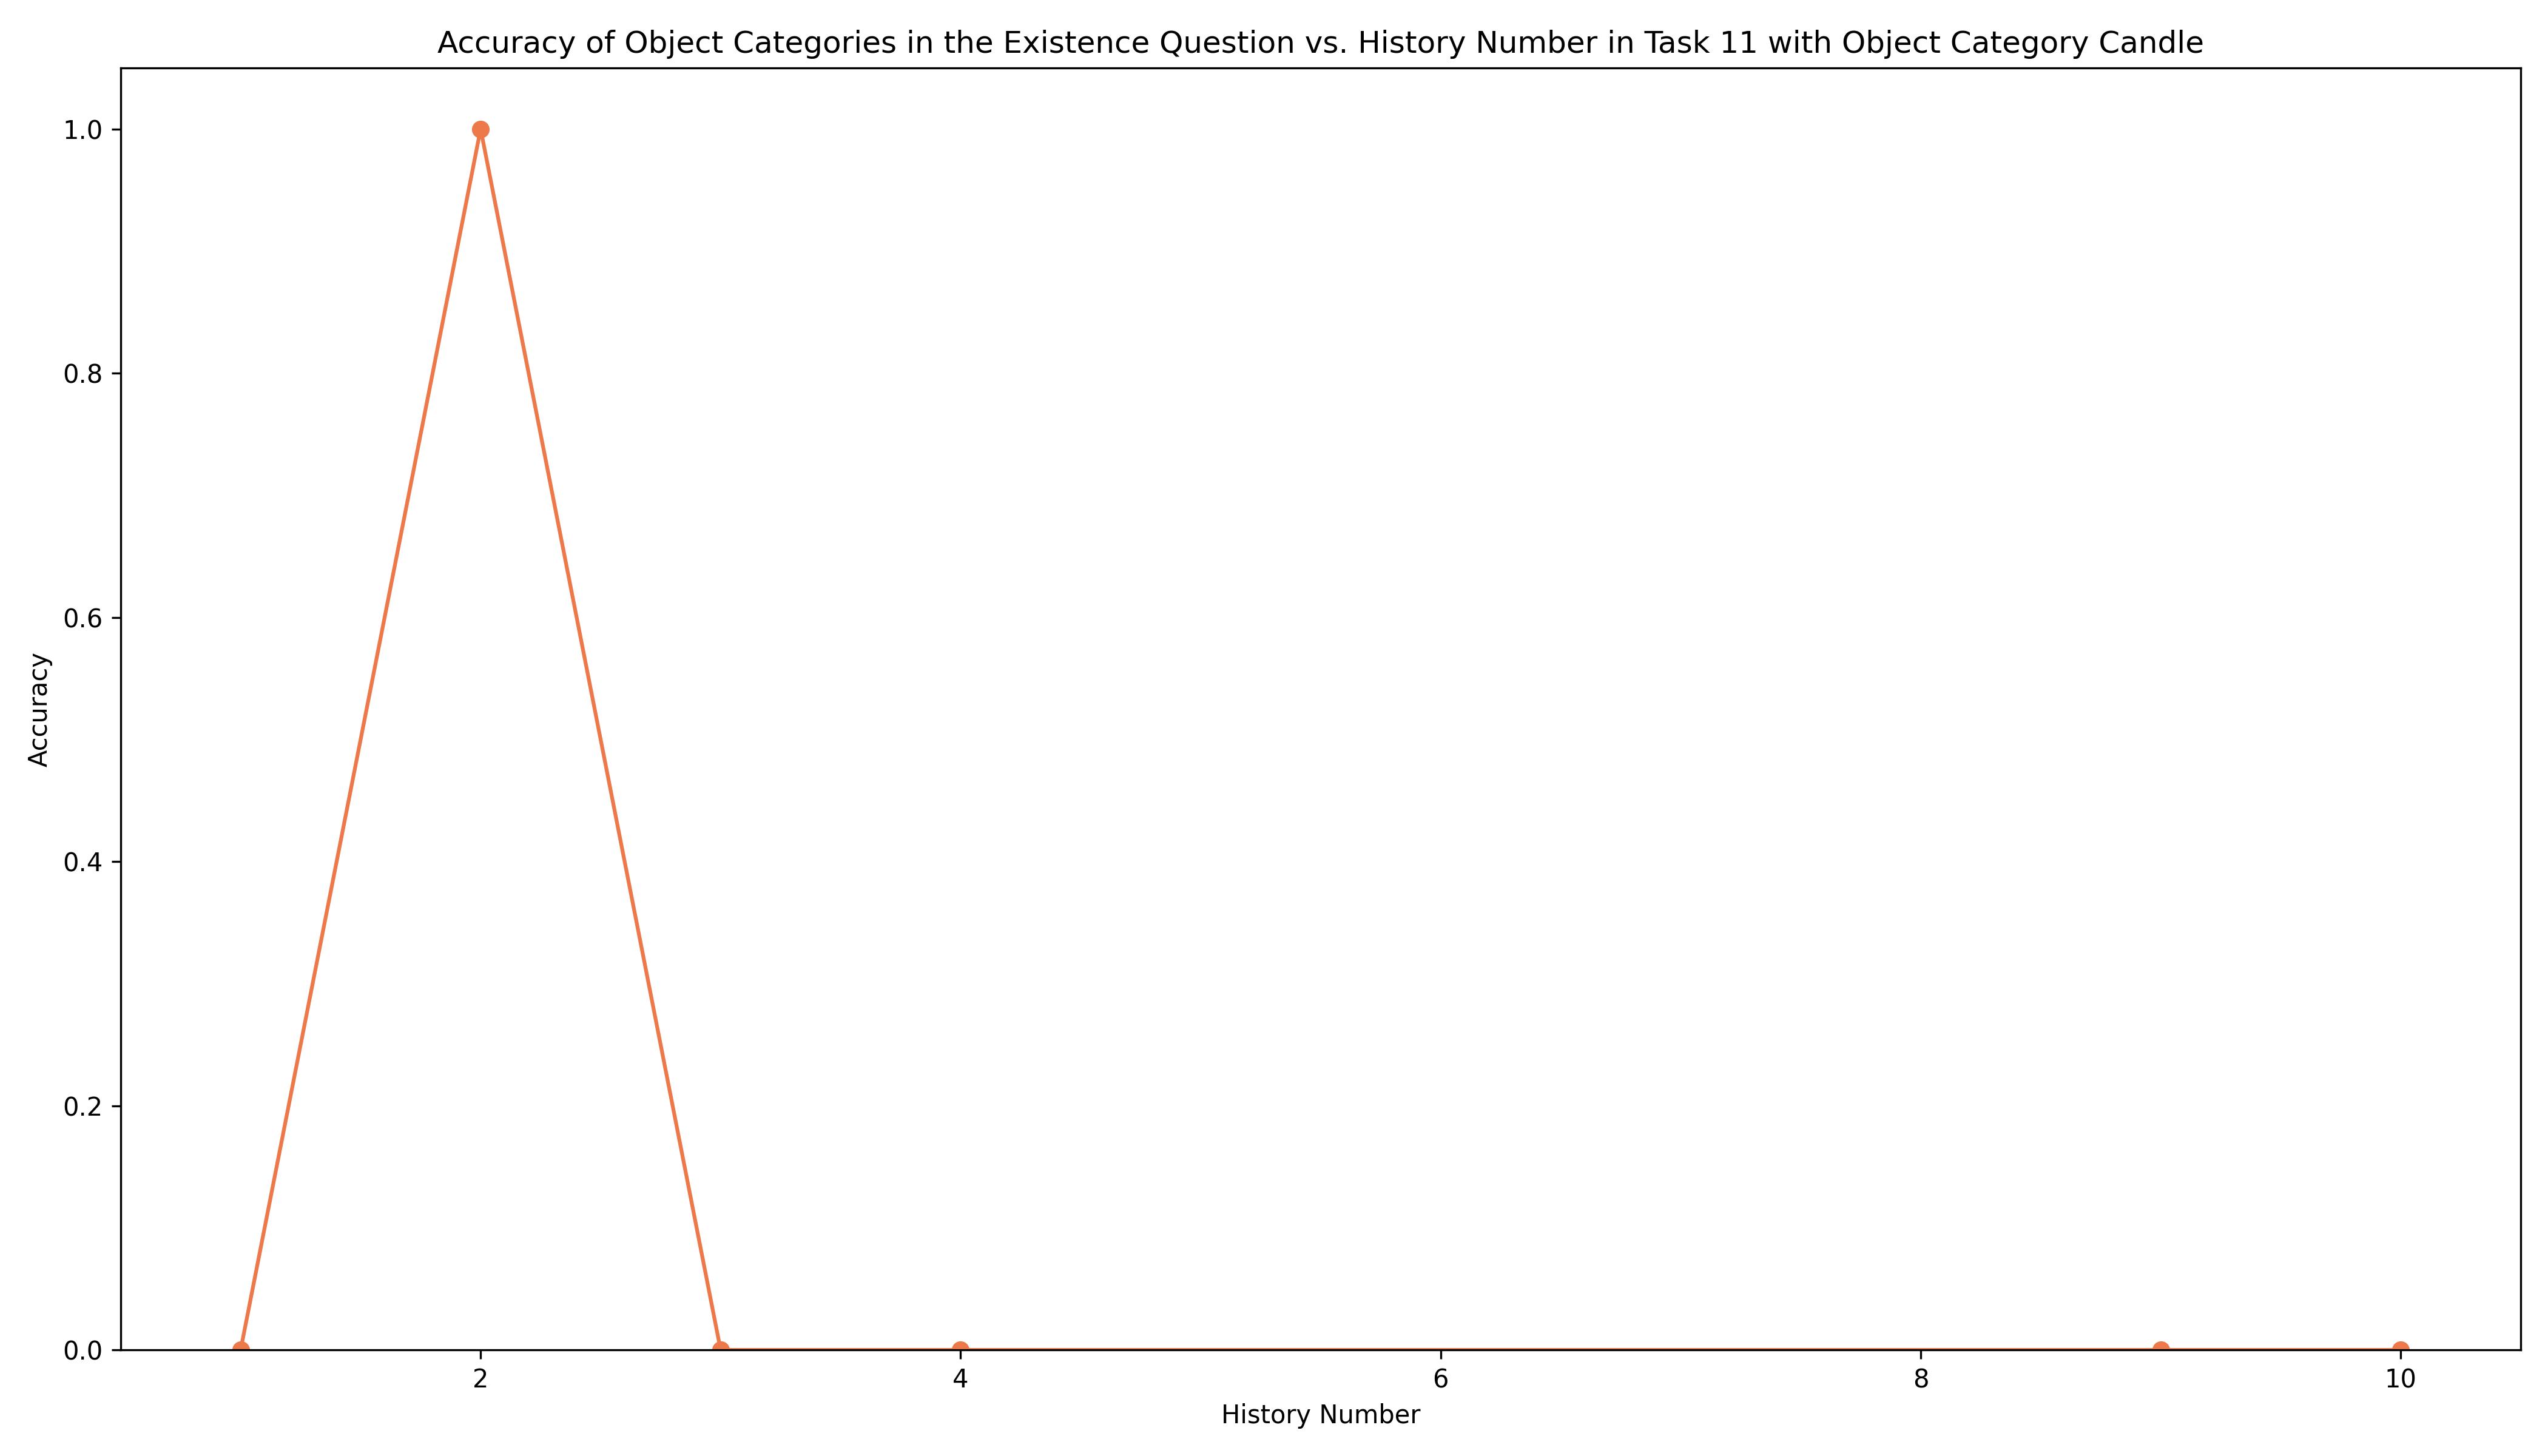 Accuracy of Object Categories in the Existence Question vs. History Number in Task 11 with Object Category Candle
1.0
0.8
0.6
0.4
0.2
0.0
Accuracy
2 4 6 8 10
History Number